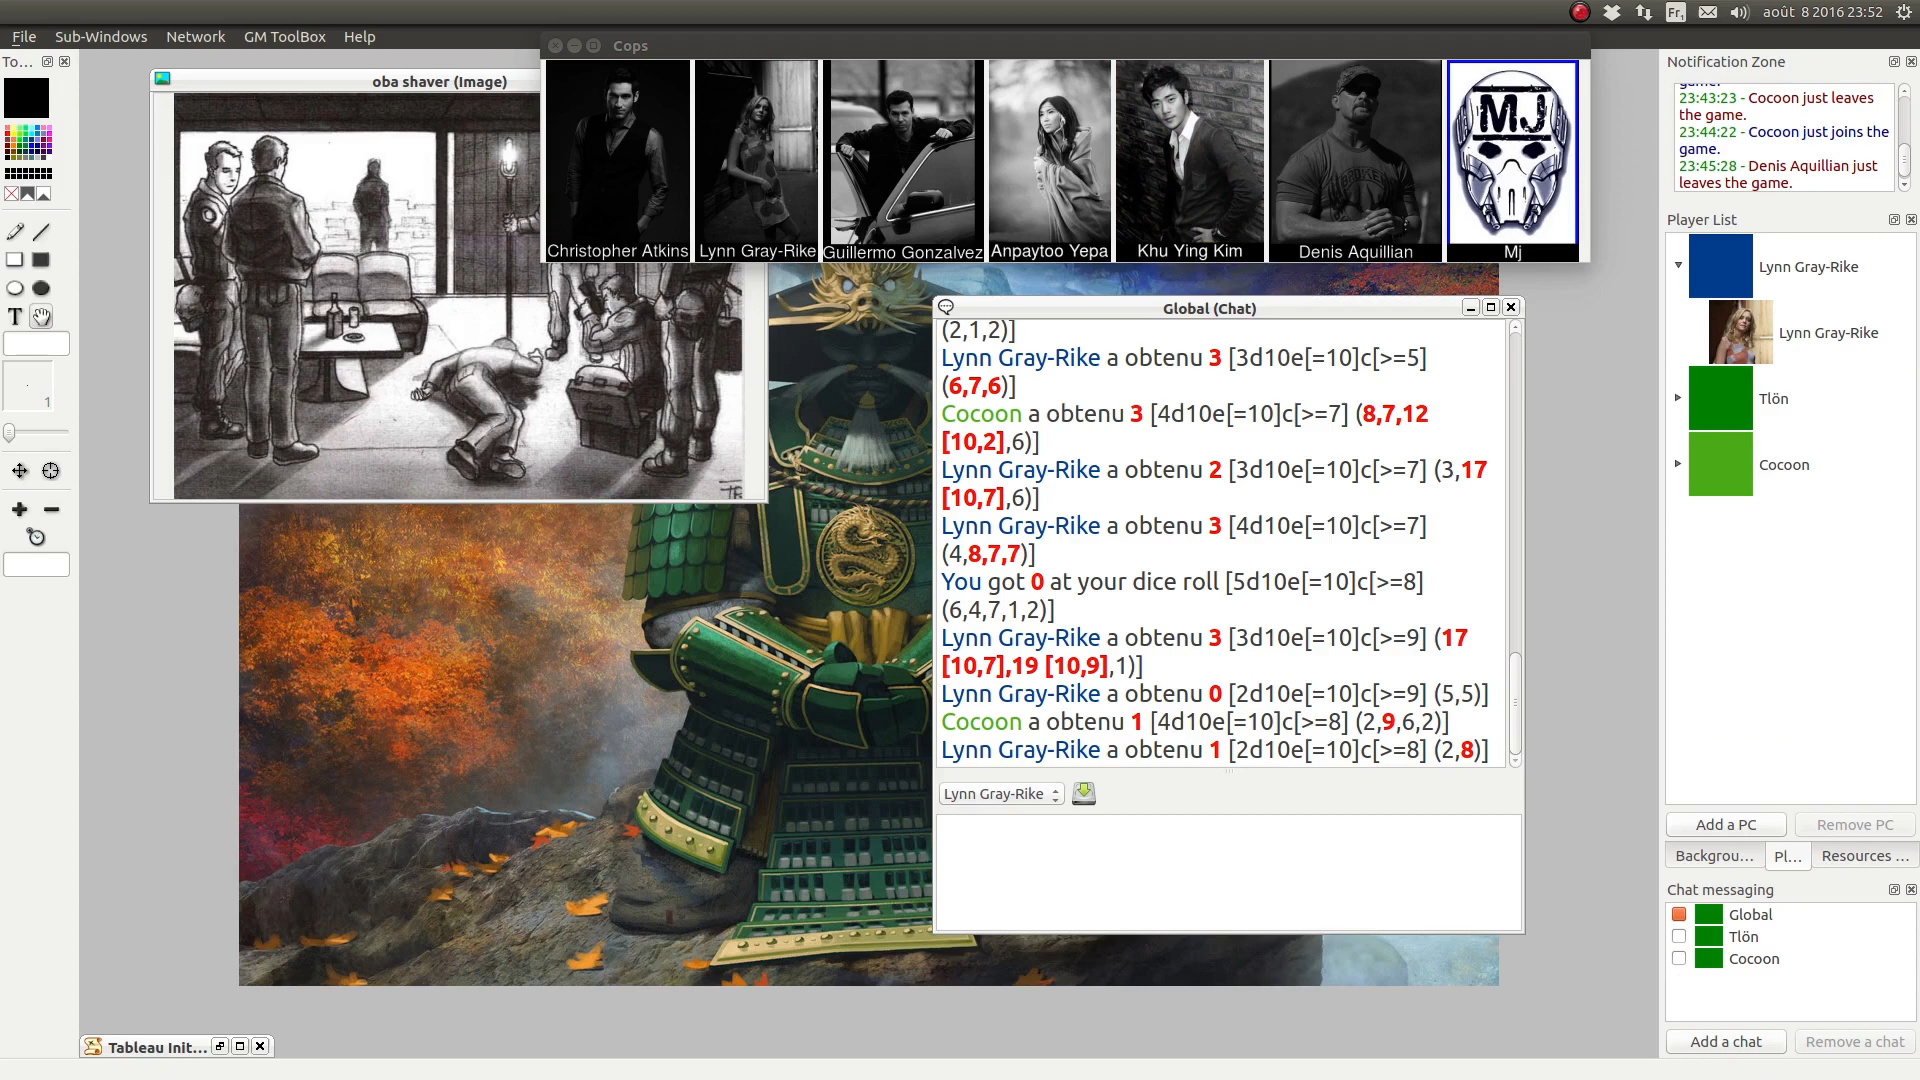 Fr₁
août 8 2016 23:52
File Sub-Windows Network GM ToolBox Help
Cops
To...
oba shaver (Image)
Christopher Atkins
Lynn Gray-Rike
Guillermo Gonzalvez
Anpaytoo Yepa
Khu Ying Kim
Denis Aquillian
MJ
Mj
1
T
Global (Chat)
(2,1,2)]
Lynn Gray-Rike a obtenu 3 [3d10e[=10]c[>=5]
(6,7,6)]
Cocoon a obtenu 3 [4d10e[=10]c[>=7] (8,7,12
[10,2],6)]
Lynn Gray-Rike a obtenu 2 [3d10e[=10]c[>=7] (3,17
[10,7],6)]
Lynn Gray-Rike a obtenu 3 [4d10e[=10]c[>=7]
(4,8,7,7)]
You got 0 at your dice roll [5d10e[=10]c[>=8]
(6,4,7,1,2)]
Lynn Gray-Rike a obtenu 3 [3d10e[=10]c[>=9] (17
[10,7],19 [10,9],1)]
Lynn Gray-Rike a obtenu 0 [2d10e[=10]c[>=9] (5,5)]
Cocoon a obtenu 1 [4d10e[=10]c[>=8] (2,9,6,2)]
Lynn Gray-Rike a obtenu 1 [2d10e[=10]c[>=8] (2,8)]
Lynn Gray-Rike
Tableau Init...
Notification Zone
game.
23:43:23 - Cocoon just leaves
the game.
23:44:22 - Cocoon just joins the
game.
23:45:28 - Denis Aquillian just
leaves the game.
Player List
Lynn Gray-Rike
Lynn Gray-Rike
Tlön
Cocoon
Add a PC
Remove PC
Backgrou...
Pl...
Resources ...
Chat messaging
Global
Tlön
Cocoon
Add a chat
Remove a chat